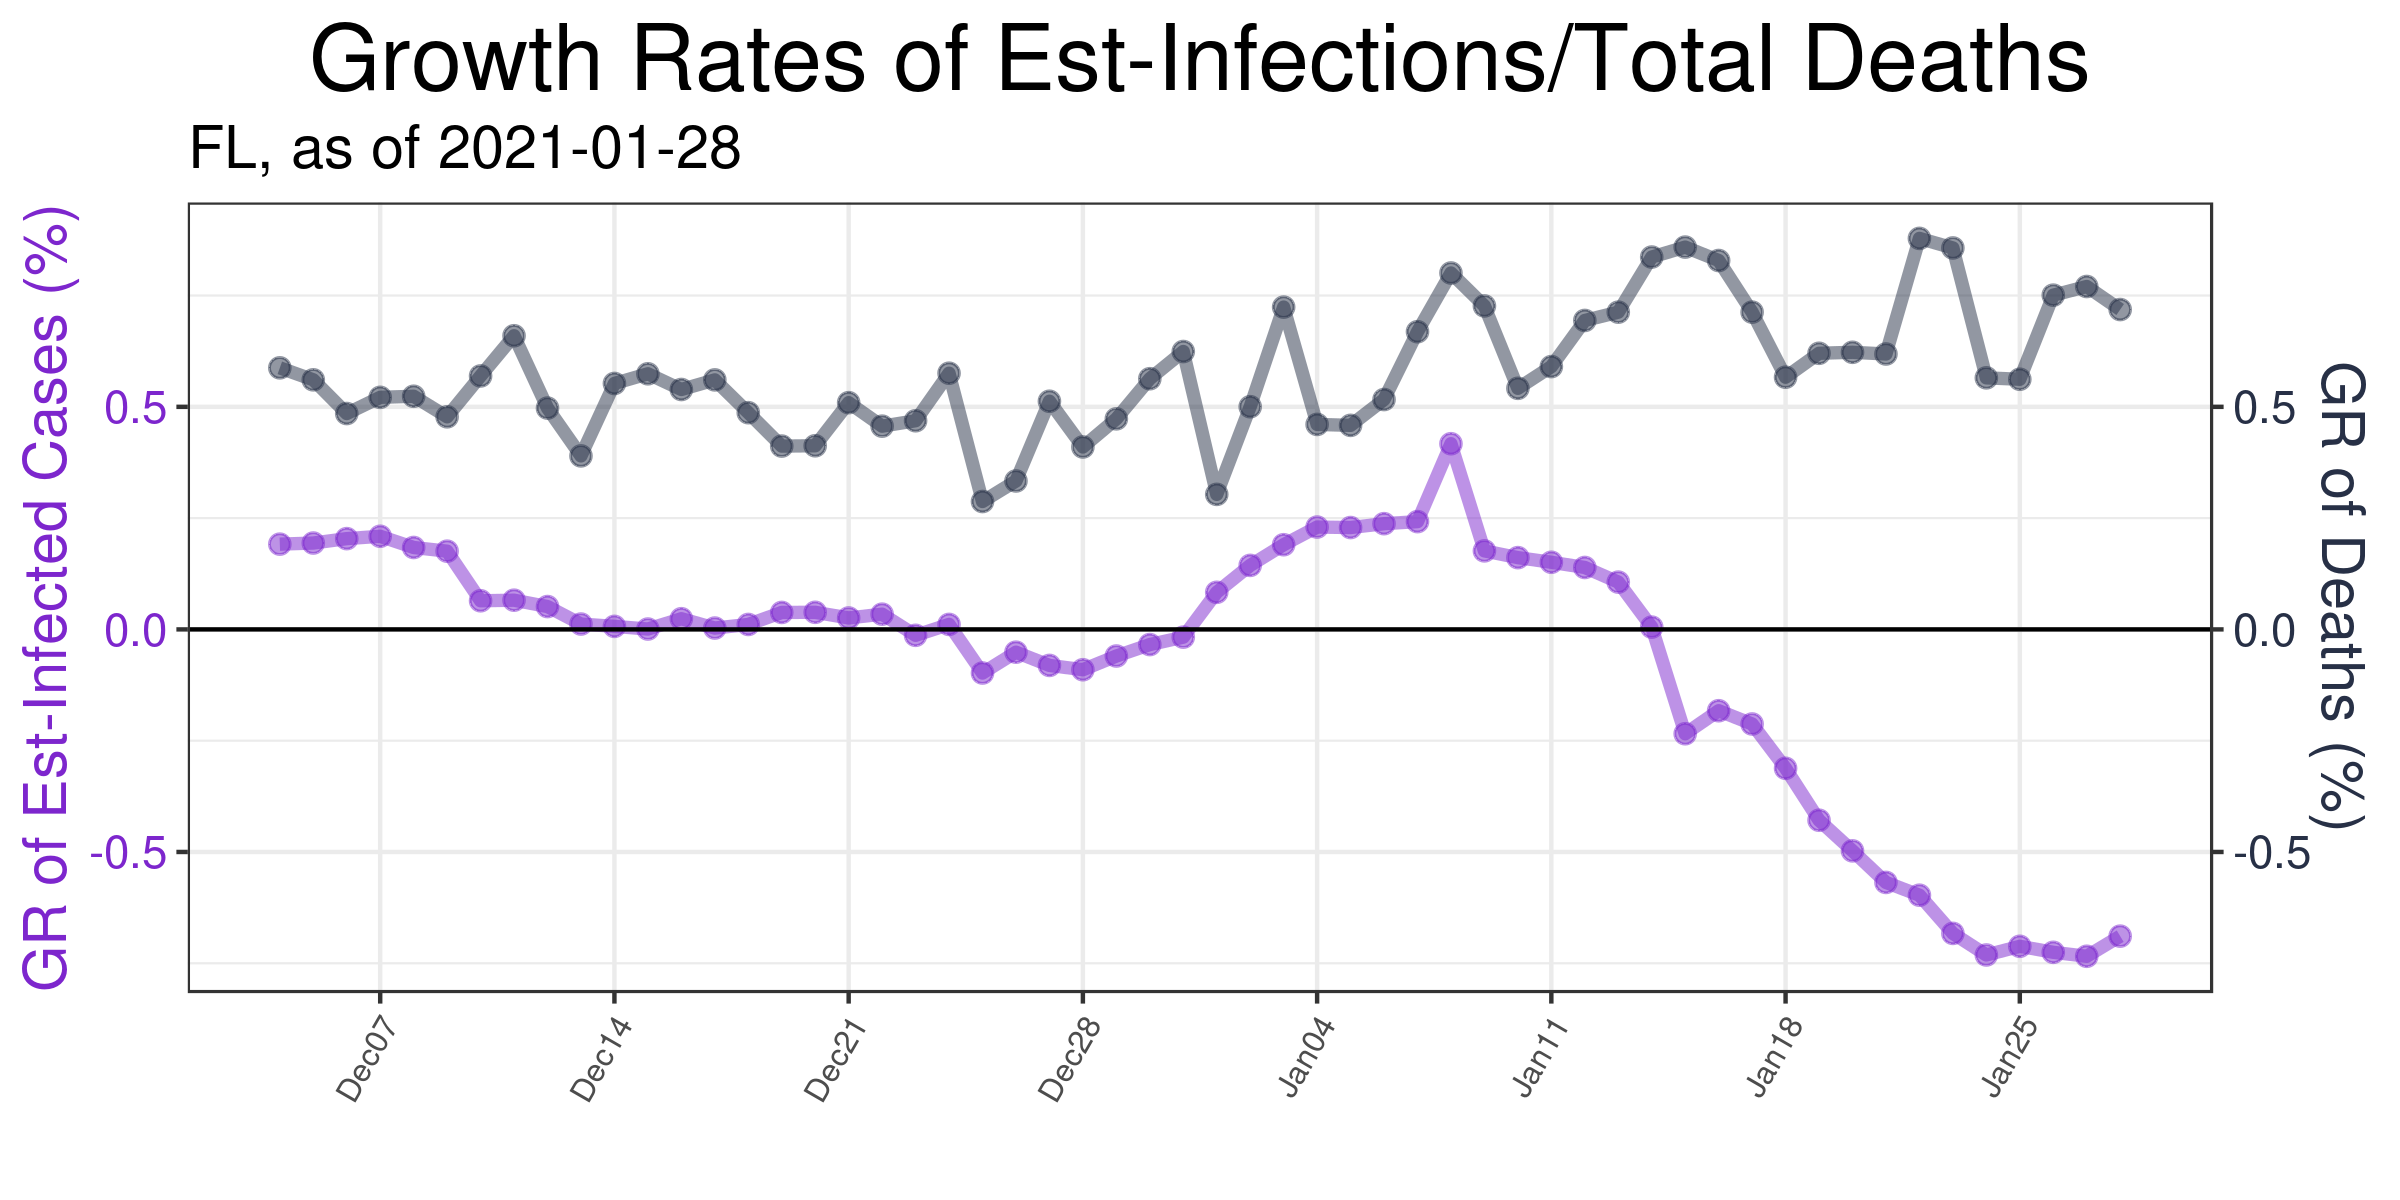 Growth Rates of Est-Infections/Total Deaths
FL, as of 2021-01-28
GR of Est-Infected Cases (%)
0.5
0.0
-0.5
0.5
0.0
-0.5
GR of Deaths (%)
Dec07
Dec14
Dec21
Dec28
Jan04
Jan11
Jan18
Jan25